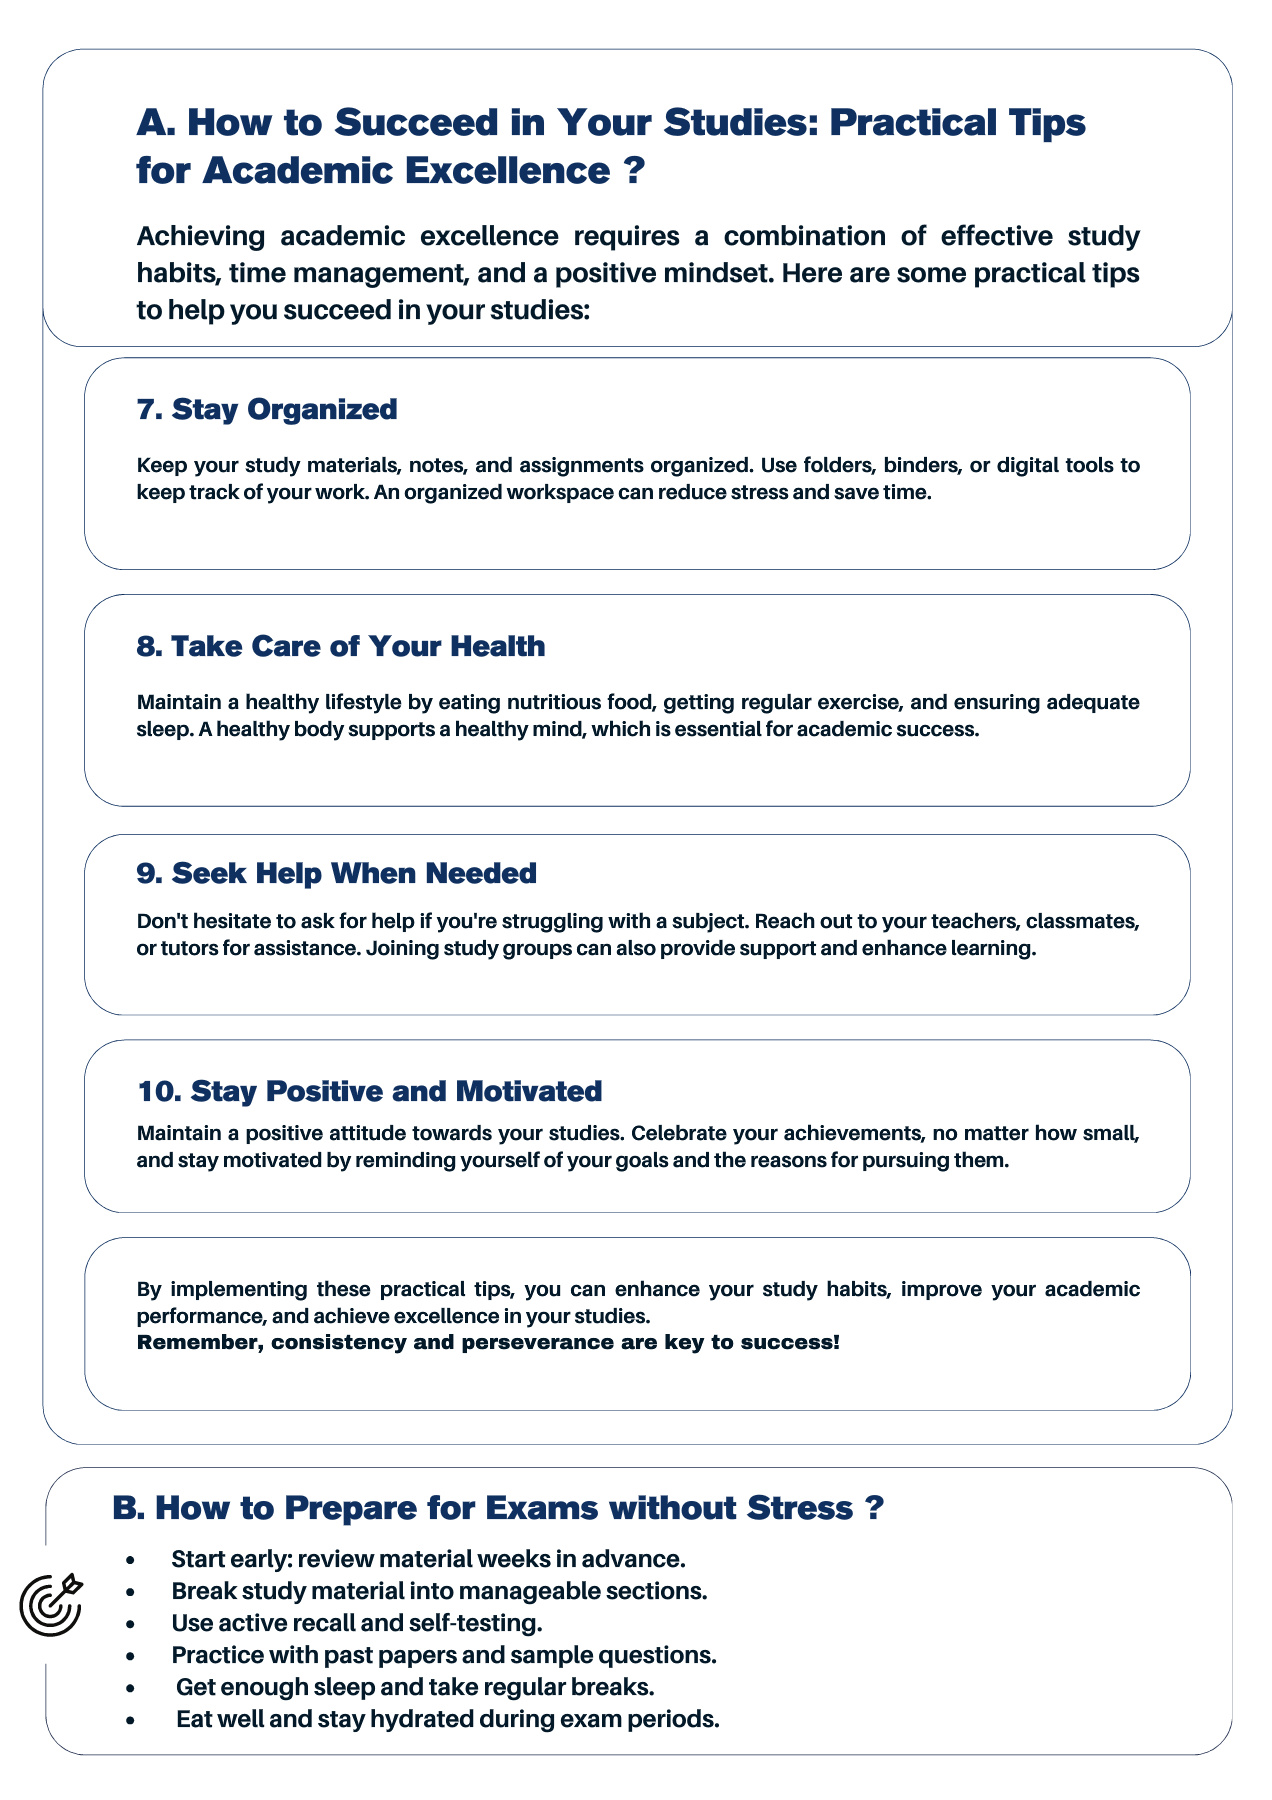 A. How to Succeed in Your Studies: Practical Tips
for Academic Excellence ?
Achieving academic excellence requires a combination of effective study
habits, time management, and a positive mindset. Here are some practical tips
to help you succeed in your studies:
7. Stay Organized
Keep your study materials, notes, and assignments organized. Use folders, binders, or digital tools to
keep track of your work. An organized workspace can reduce stress and save time.
8. Take Care of Your Health
Maintain a healthy lifestyle by eating nutritious food, getting regular exercise, and ensuring adequate
sleep. A healthy body supports a healthy mind, which is essential for academic success.
9. Seek Help When Needed
Don't hesitate to ask for help if you're struggling with a subject. Reach out to your teachers, classmates,
or tutors for assistance. Joining study groups can also provide support and enhance learning.
10. Stay Positive and Motivated
Maintain a positive attitude towards your studies. Celebrate your achievements, no matter how small,
and stay motivated by reminding yourself of your goals and the reasons for pursuing them.
By implementing these practical tips, you can enhance your study habits, improve your academic
performance, and achieve excellence in your studies.
Remember, consistency and perseverance are key to success!
B. How to Prepare for Exams without Stress ?
• Start early: review material weeks in advance.
• Break study material into manageable sections.
• Use active recall and self-testing.
• Practice with past papers and sample questions.
• Get enough sleep and take regular breaks.
• Eat well and stay hydrated during exam periods.